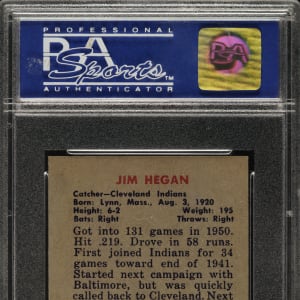 PROFESSIONAL
PSA
Sports™
AUTHENTICATOR
PSA
JIM HEGAN
Catcher—Cleveland Indians
Born: Lynn, Mass., Aug. 3, 1920
Height: 6-2 Weight: 195
Bats: Right Throws: Right
Got into 131 games in 1950.
Hit .219. Drove in 58 runs.
First joined Indians for 34
games toward end of 1941.
Started next campaign with
Baltimore, but was quickly
called back to Cleveland. Next